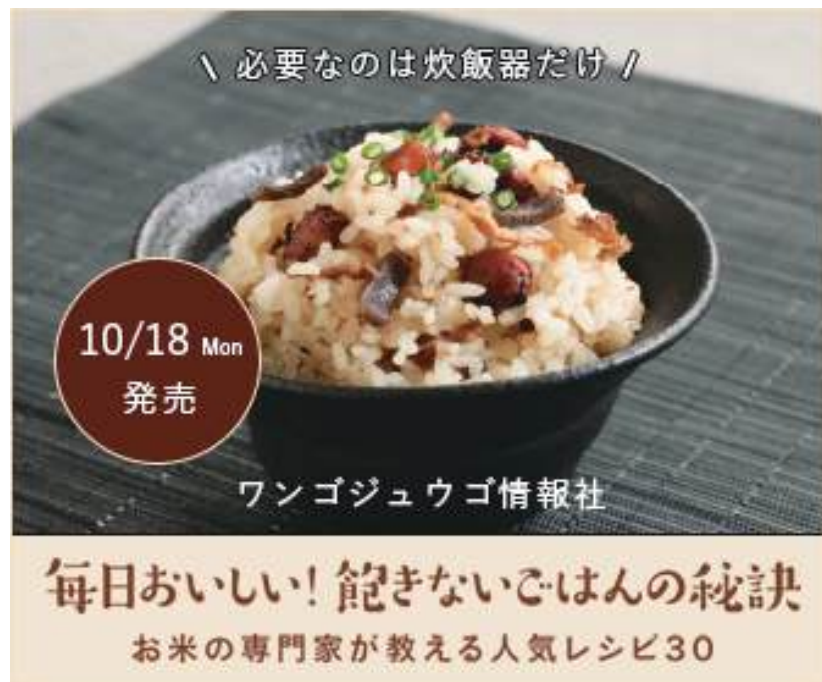 \ 必要なのは炊飯器だけ /
10/18 Mon
発売
ワンゴジュウゴ情報社
毎日おいしい！飽きないごはんの秘訣
お米の専門家が教える人気レシピ30